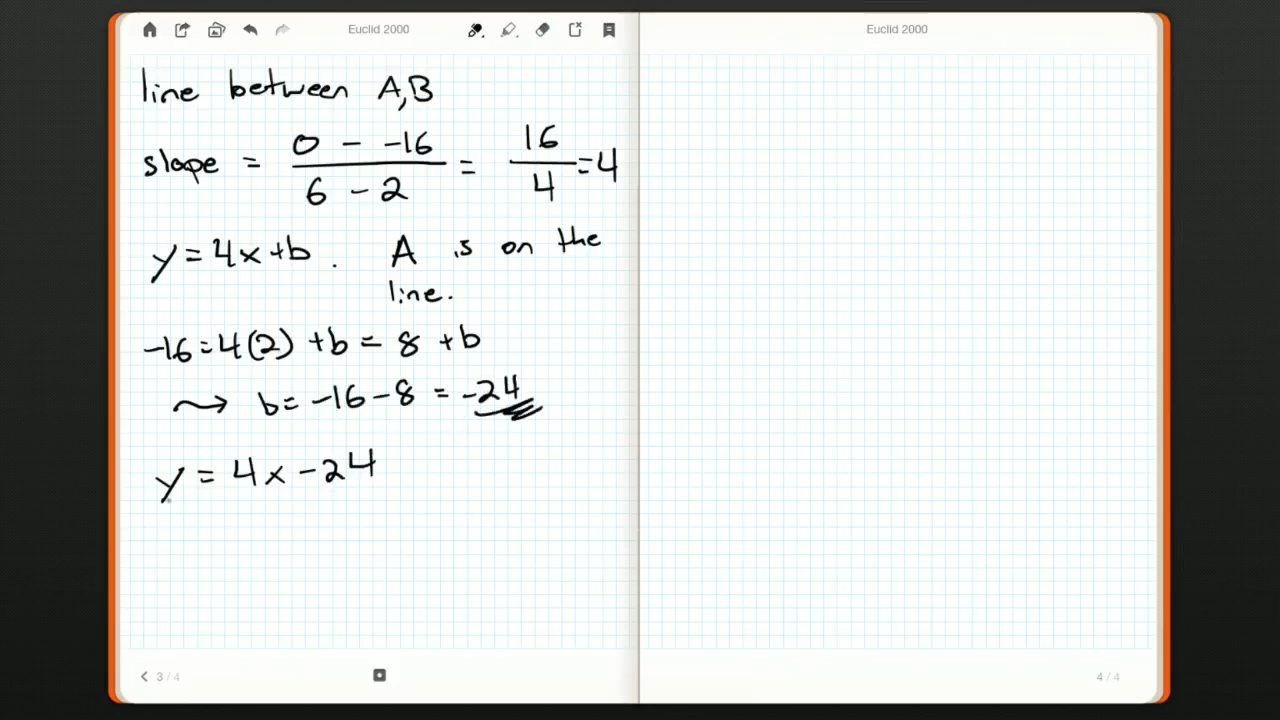 Euclid 2000
Euclid 2000
line between A,B
slope = 0 - -16 / 6 - 2 = 16 / 4 = 4
y = 4x + b . A is on the
line.
-16 = 4(2) + b = 8 + b
⇝ b = -16 - 8 = -24
y = 4x - 24
3 / 4
4 / 4